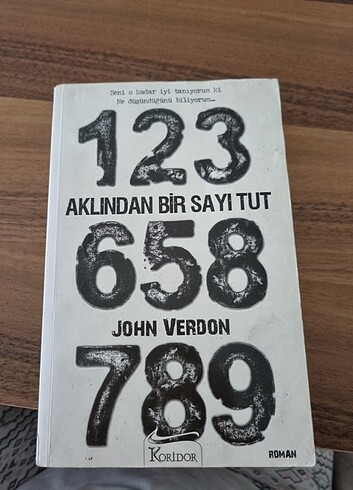 Seni o kadar iyi tanıyorum ki
Ne düşündüğünü biliyorum...
123
AKLINDAN BİR SAYI TUT
658
JOHN VERDON
789
KORİDOR
ROMAN